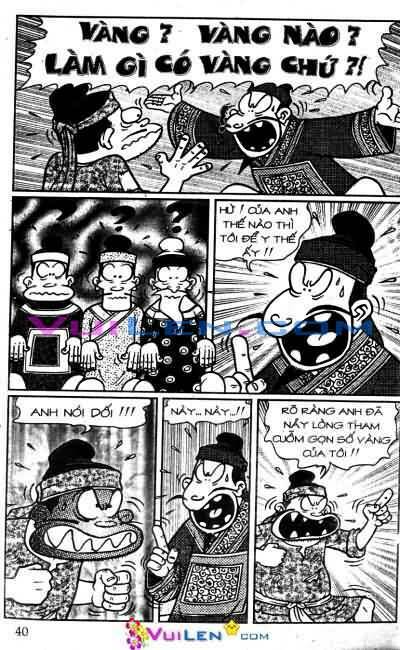 VÀNG ? VÀNG NÀO ?
LÀM GÌ CÓ VÀNG CHỨ ?!
?
?
HỪ ! CỦA ANH
THẾ NÀO THÌ
TÔI ĐỂ Y THẾ
ẤY !!
VUILEN.COM
ANH NÓI DỐI !!!
NÀY... NÀY...!!
RÕ RÀNG ANH ĐÃ
NẢY LÒNG THAM
CUỖM GỌN SỐ VÀNG
CỦA TÔI !!
40
VUILEN.COM